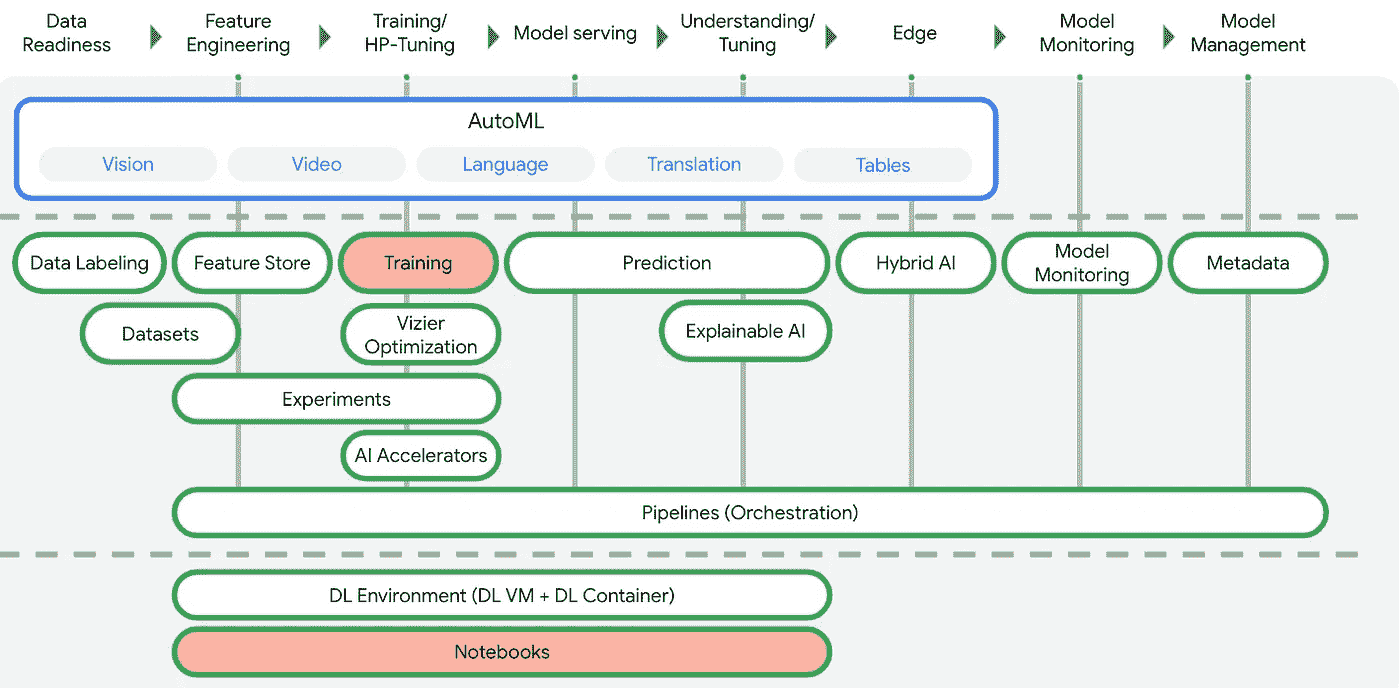 Data
Readiness
Feature
Engineering
Training/
HP-Tuning
Model serving
Understanding/
Tuning
Edge
Model
Monitoring
Model
Management
AutoML
Vision
Video
Language
Translation
Tables
Data Labeling
Feature Store
Training
Prediction
Hybrid AI
Model
Monitoring
Metadata
Datasets
Vizier
Optimization
Explainable AI
Experiments
AI Accelerators
Pipelines (Orchestration)
DL Environment (DL VM + DL Container)
Notebooks